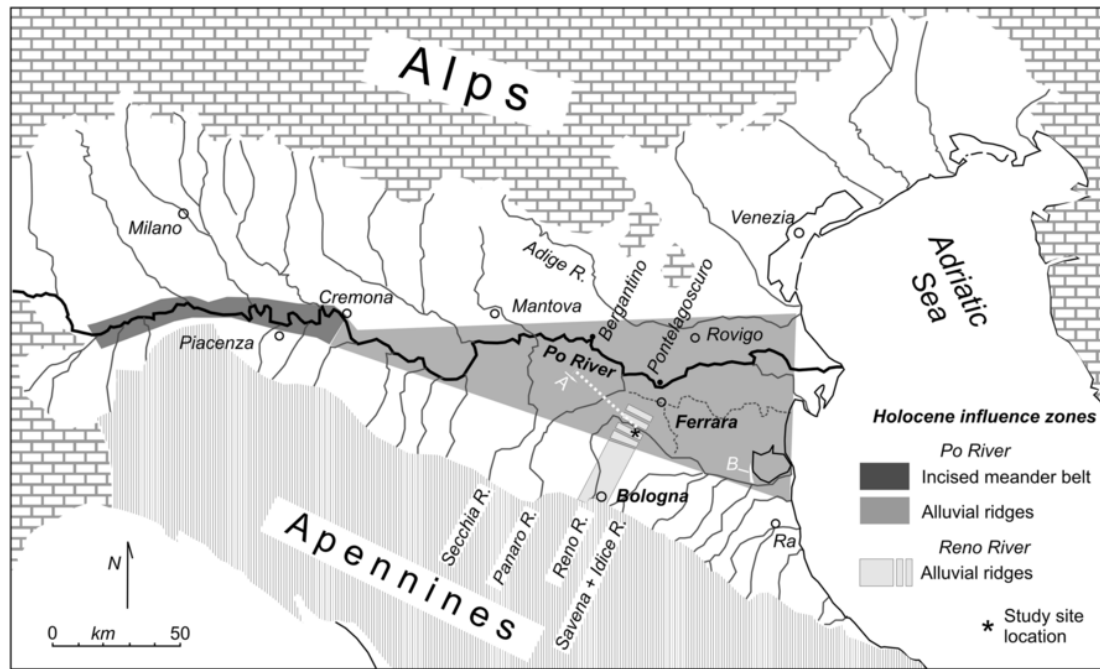 Alps
Milano
Venezia
Adriatic
Sea
Adige R.
Bergantino
Pontelagoscuro
Cremona
Mantova
Rovigo
Piacenza
Po River
A
Ferrara
*
B
Bologna
Ra
Secchia R.
Panaro R.
Reno R.
Savena + Idice R.
Apennines
N
0 km 50
Holocene influence zones
Po River
Incised meander belt
Alluvial ridges
Reno River
Alluvial ridges
* Study site
location